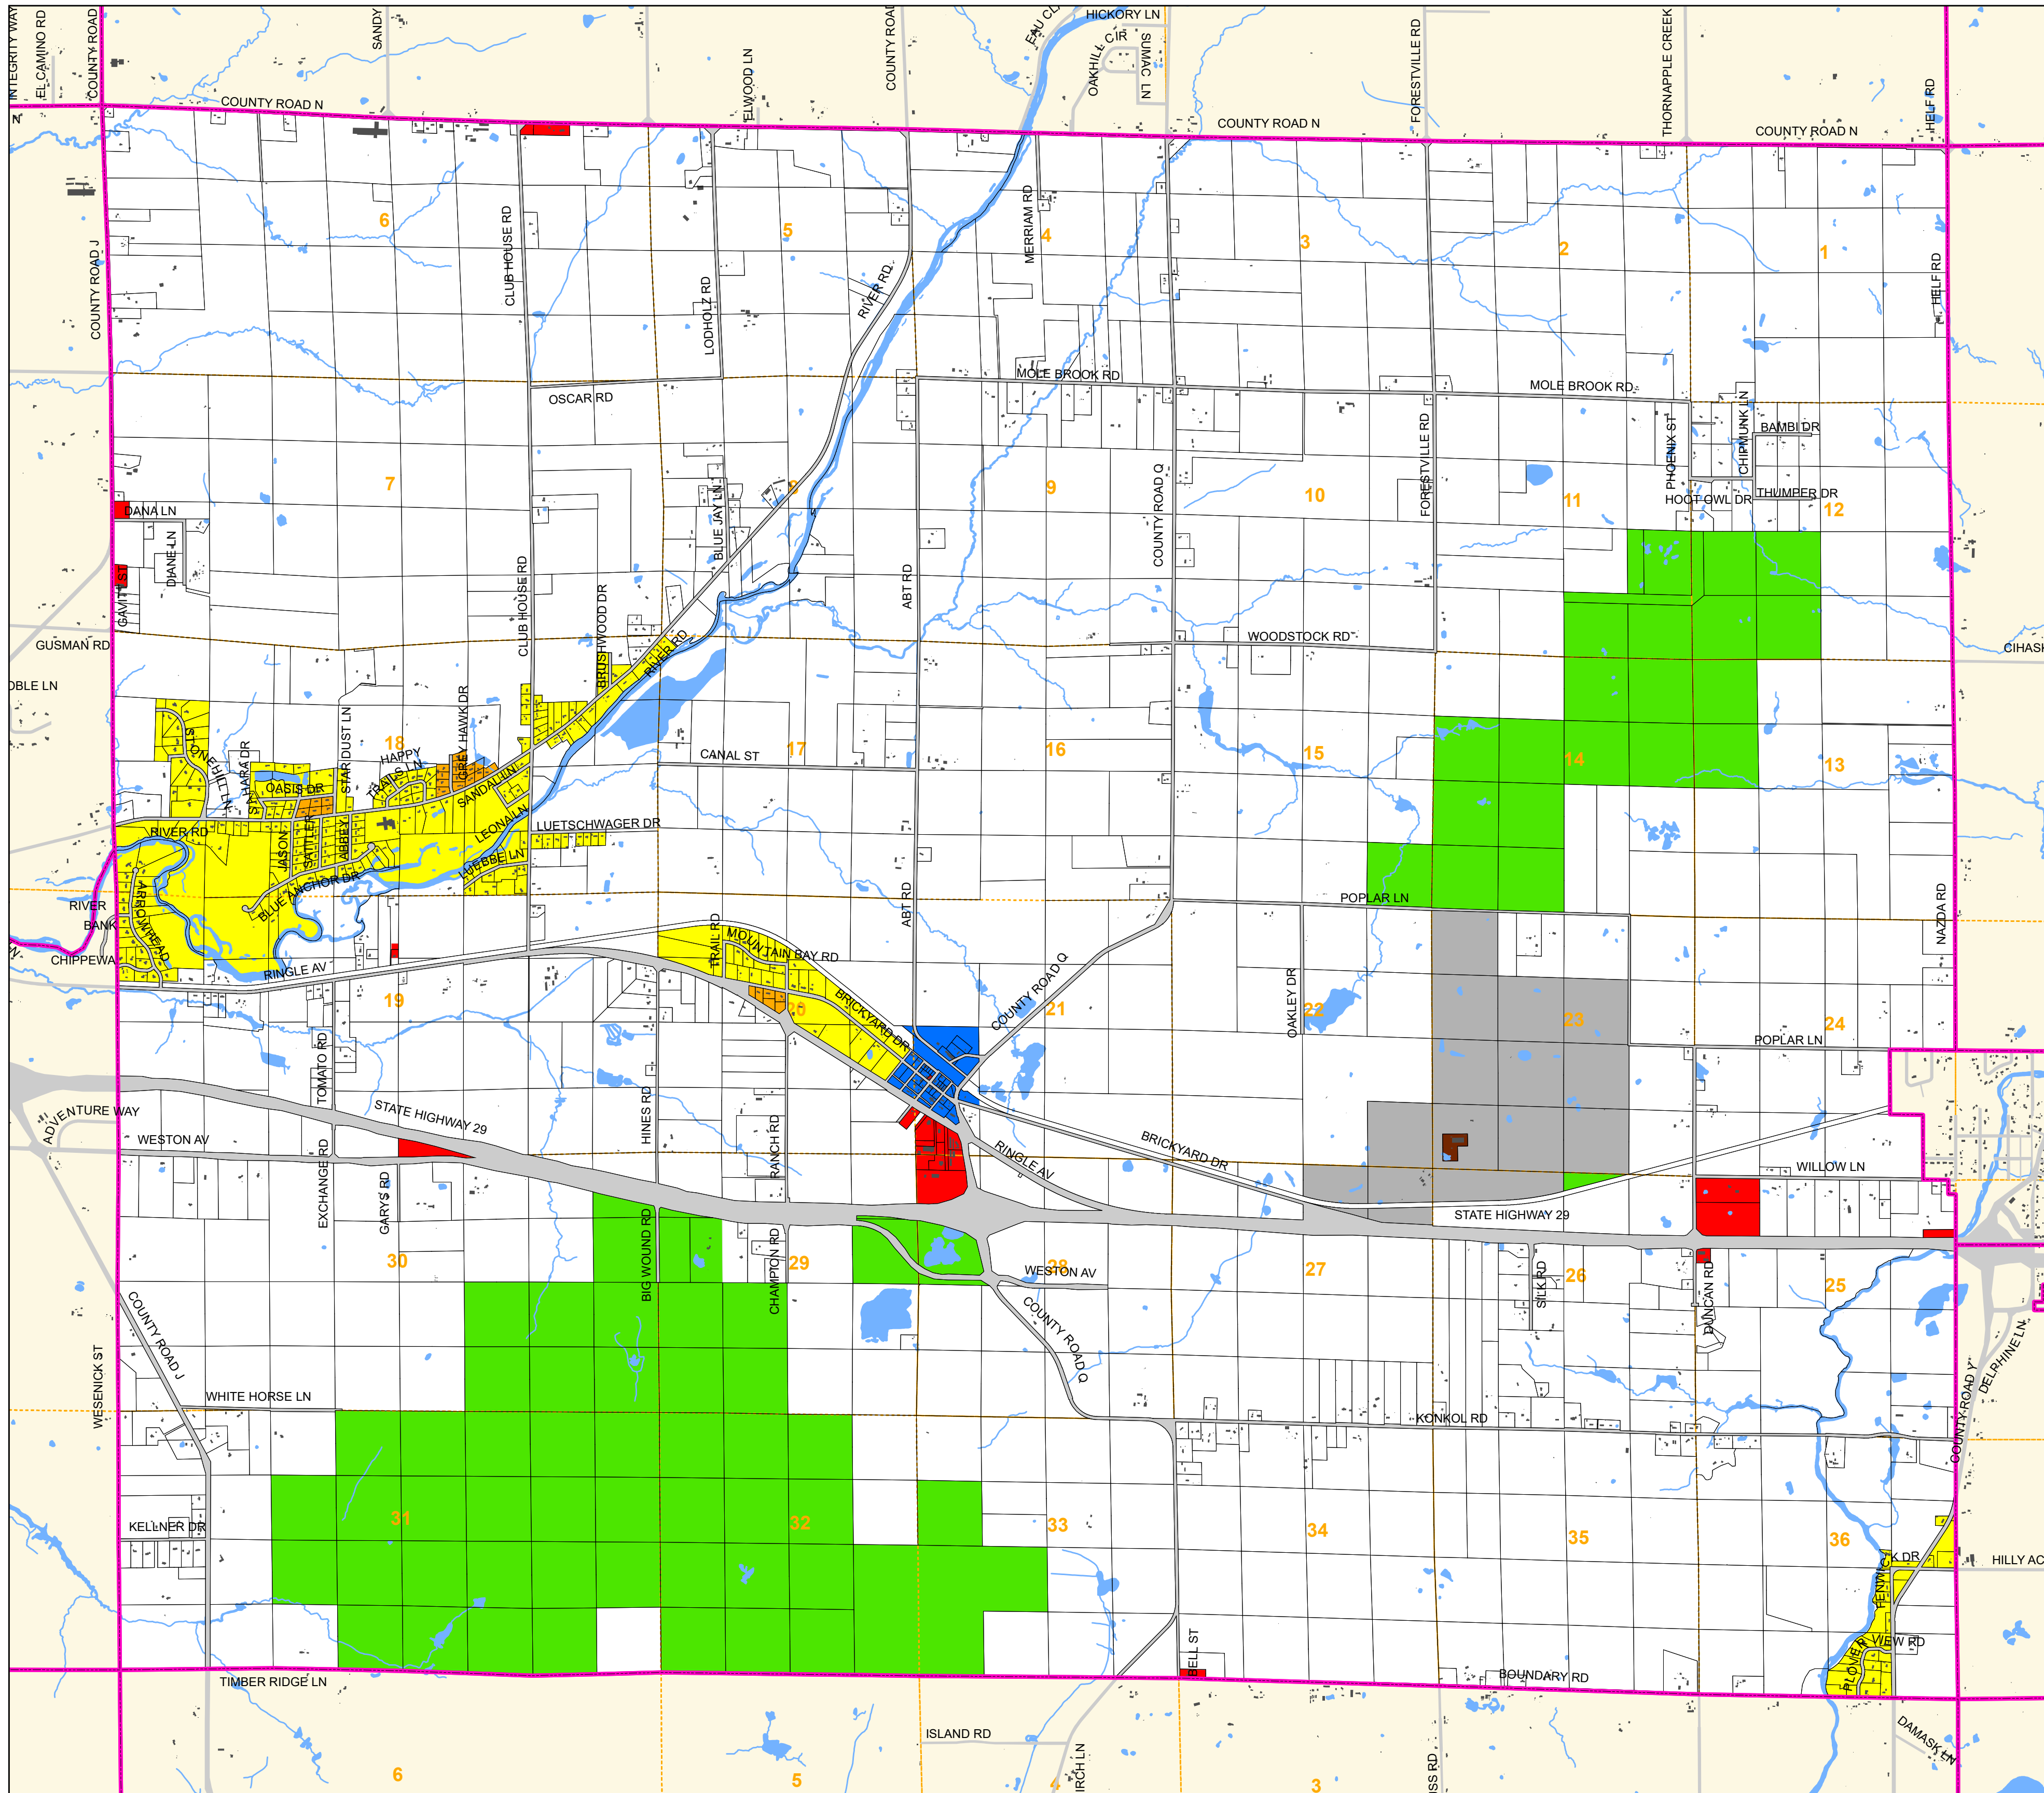 INTEGRITY WAY
EL CAMINO RD
COUNTY ROAD
SANDY
ELWOOD LN
COUNTY ROAD
HICKORY LN
OAKHILL CIR
SUMAC LN
FORESTVILLE RD
THORNAPPLE CREEK
HELF RD
N
COUNTY ROAD N
COUNTY ROAD N
COUNTY ROAD N
6
5
4
3
2
1
COUNTY ROAD J
CLUB HOUSE RD
LODHOLZ RD
RIVER RD
MERRIAM RD
HELF RD
OSCAR RD
MOLE BROOK RD
MOLE BROOK RD
7
8
9
10
11
12
DANA LN
DIANE LN
GAVITT ST
BLUE JAY LN
COUNTY ROAD Q
FORESTVILLE RD
PHOENIX ST
CHIPMUNK LN
BAMBI DR
HOOT OWL DR
THUMPER DR
GUSMAN RD
CLUB HOUSE RD
BRUSHWOOD DR
RIVER RD
ABT RD
WOODSTOCK RD
CIHASK
OBLE LN
STONEHILL LN
SAHARA DR
OASIS DR
STARDUST LN
18
HAPPY
TRAILS LN
GREY HAWK DR
SANDALI LN
LEONA LN
CANAL ST
17
16
15
14
13
RIVER RD
JASON
SATTLER
ABBEY
LUETSCHWAGER DR
LUEBBE LN
BLUE ANCHOR DR
RIVER
BANK
ARROWHEAD
CHIPPEWA
RINGLE AV
TRAIL RD
MOUNTAIN BAY RD
ABT RD
POPLAR LN
NAZDA RD
19
20
21
22
23
24
BRICKYARD DR
COUNTY ROAD Q
OAKLEY DR
POPLAR LN
TOMATO RD
HINES RD
RANCH RD
ADVENTURE WAY
WESTON AV
STATE HIGHWAY 29
EXCHANGE RD
GARYS RD
RINGLE AV
BRICKYARD DR
WILLOW LN
STATE HIGHWAY 29
30
29
28
27
26
25
BIG WOUND RD
CHAMPION RD
WESTON AV
COUNTY ROAD Q
SILK RD
DUNCAN RD
COUNTY ROAD J
WESENICK ST
WHITE HORSE LN
KONKOL RD
COUNTY ROAD Y
DELPHINE LN
31
32
33
34
35
36
KELLNER DR
FENWICK DR
HILLY AC
BELL ST
PLOVER VIEW RD
BOUNDARY RD
TIMBER RIDGE LN
ISLAND RD
IRCH LN
DAMASK LN
6
5
4
3